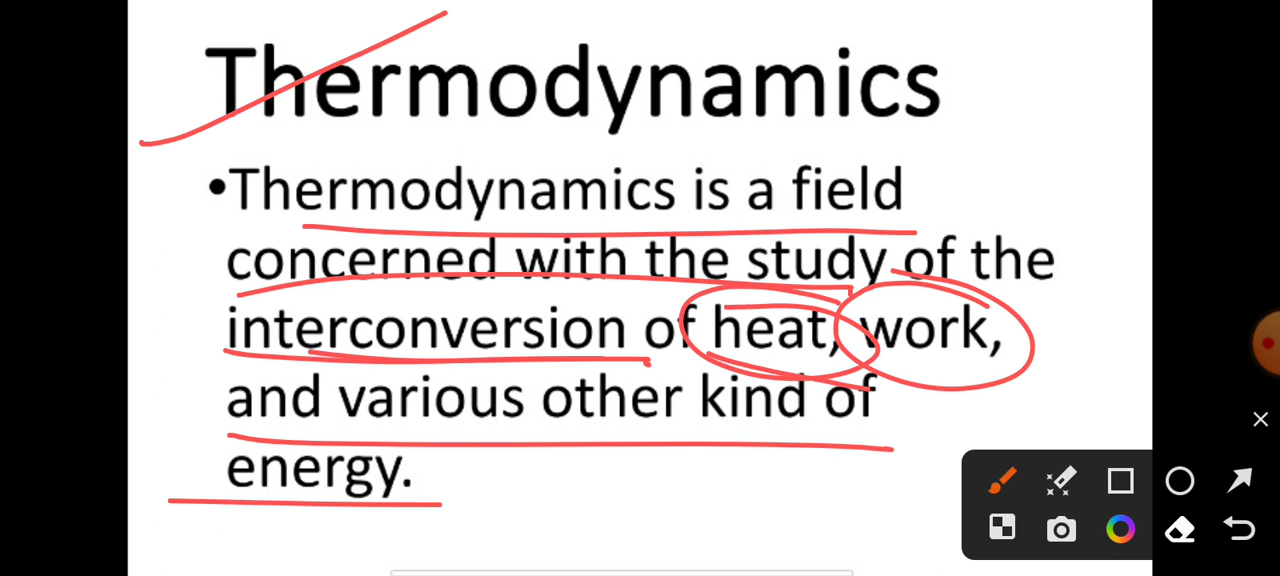 Thermodynamics
•Thermodynamics is a field
concerned with the study of the
interconversion of heat, work,
and various other kind of
energy.